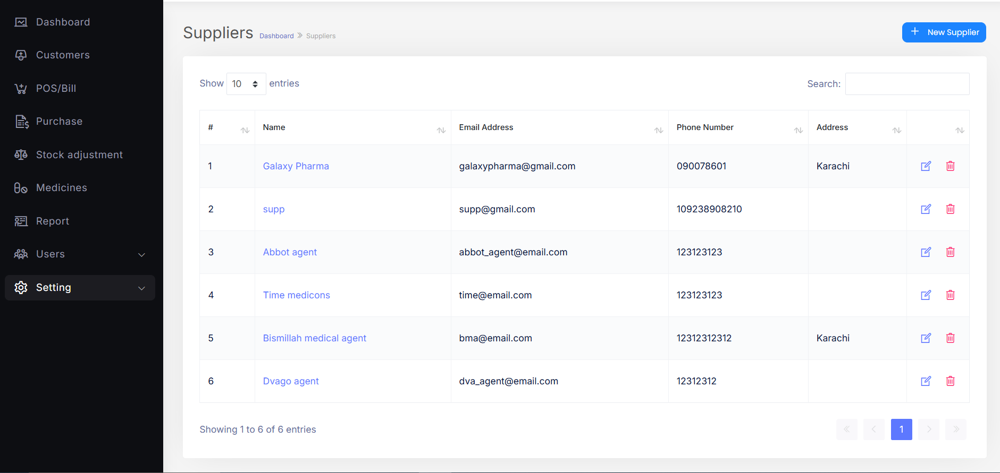 Dashboard
Customers
POS/Bill
Purchase
Stock adjustment
Medicines
Report
Users
Setting
Suppliers Dashboard Suppliers
New Supplier
Show 10 entries Search:
# Name Email Address Phone Number Address
1 Galaxy Pharma galaxypharma@gmail.com 090078601 Karachi
2 supp supp@gmail.com 109238908210
3 Abbot agent abbot_agent@email.com 123123123
4 Time medicons time@email.com 123123123
5 Bismillah medical agent bma@email.com 12312312312 Karachi
6 Dvago agent dva_agent@email.com 12312312
Showing 1 to 6 of 6 entries 1